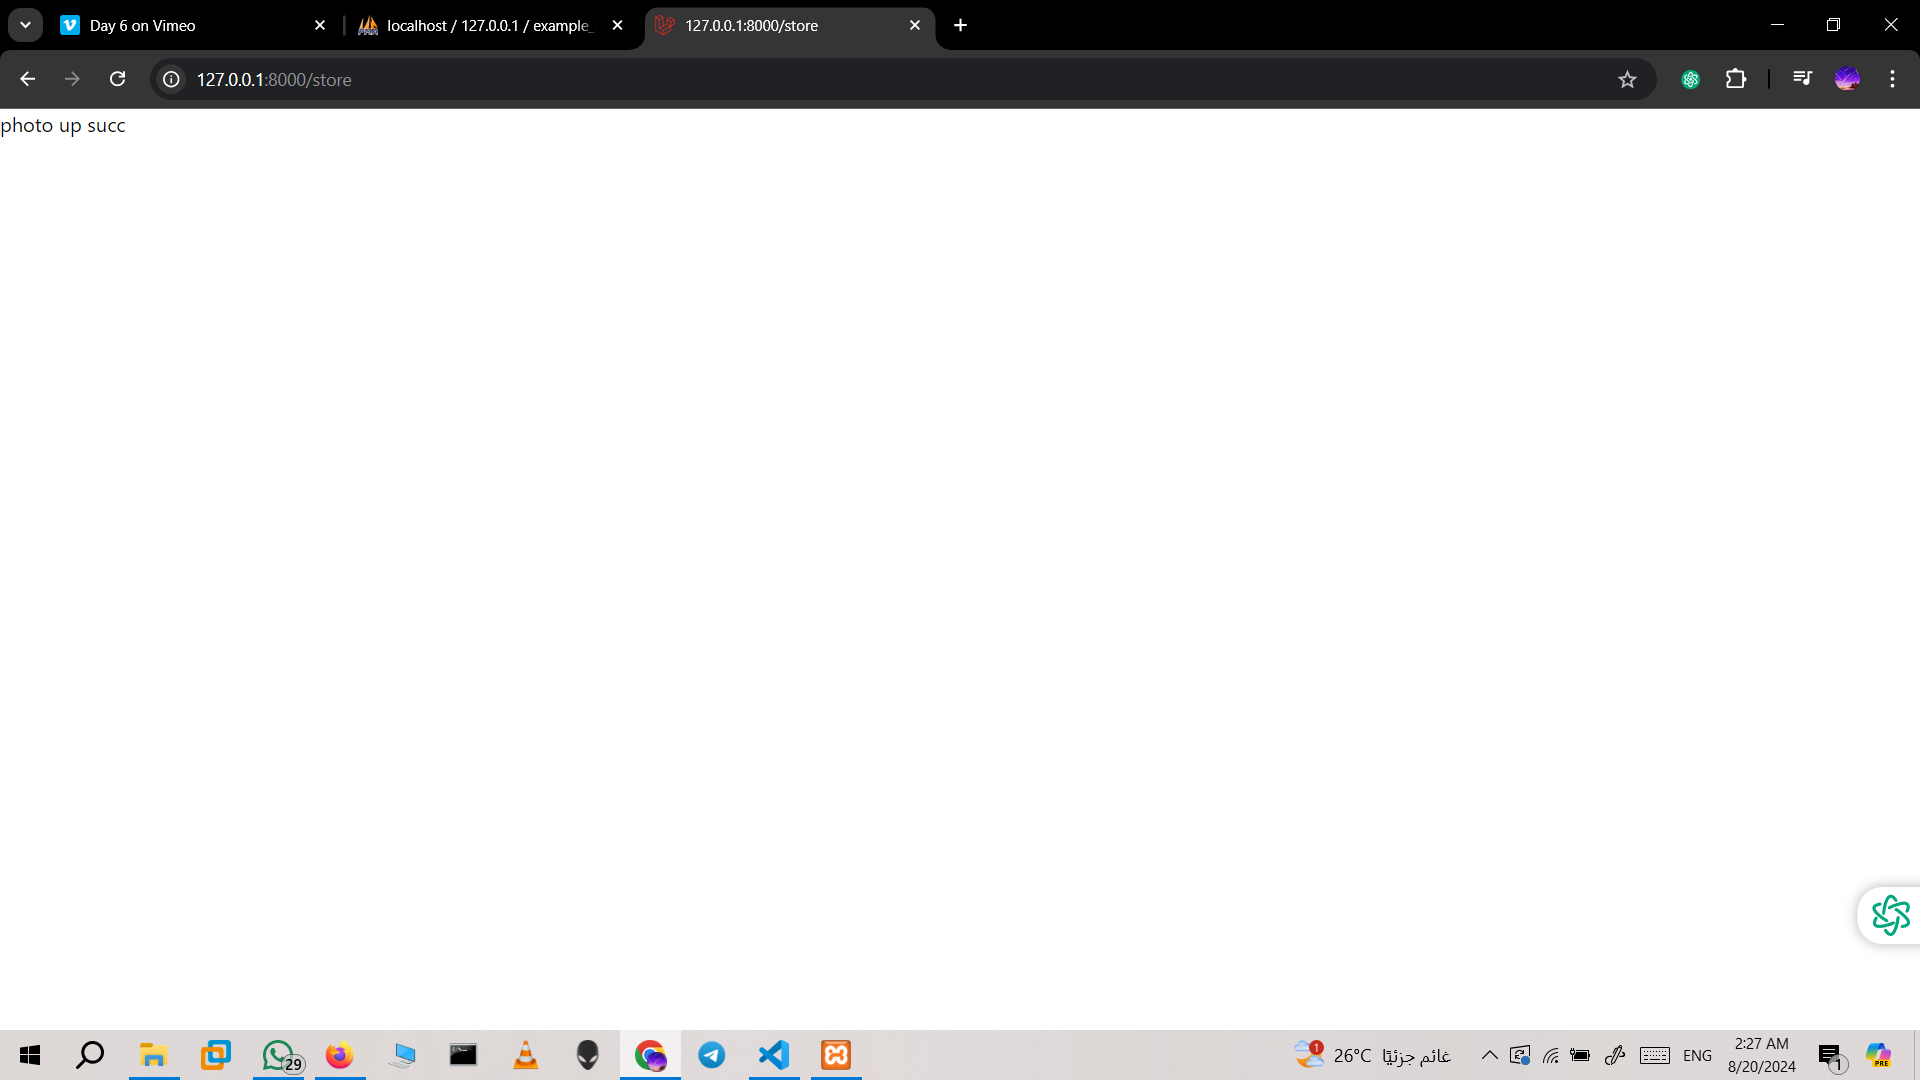 Day 6 on Vimeo
localhost / 127.0.0.1 / example_
127.0.0.1:8000/store
127.0.0.1:8000/store
photo up succ
29
1
26°C غائم جزئيًا
ENG
2:27 AM
8/20/2024
1
PRE